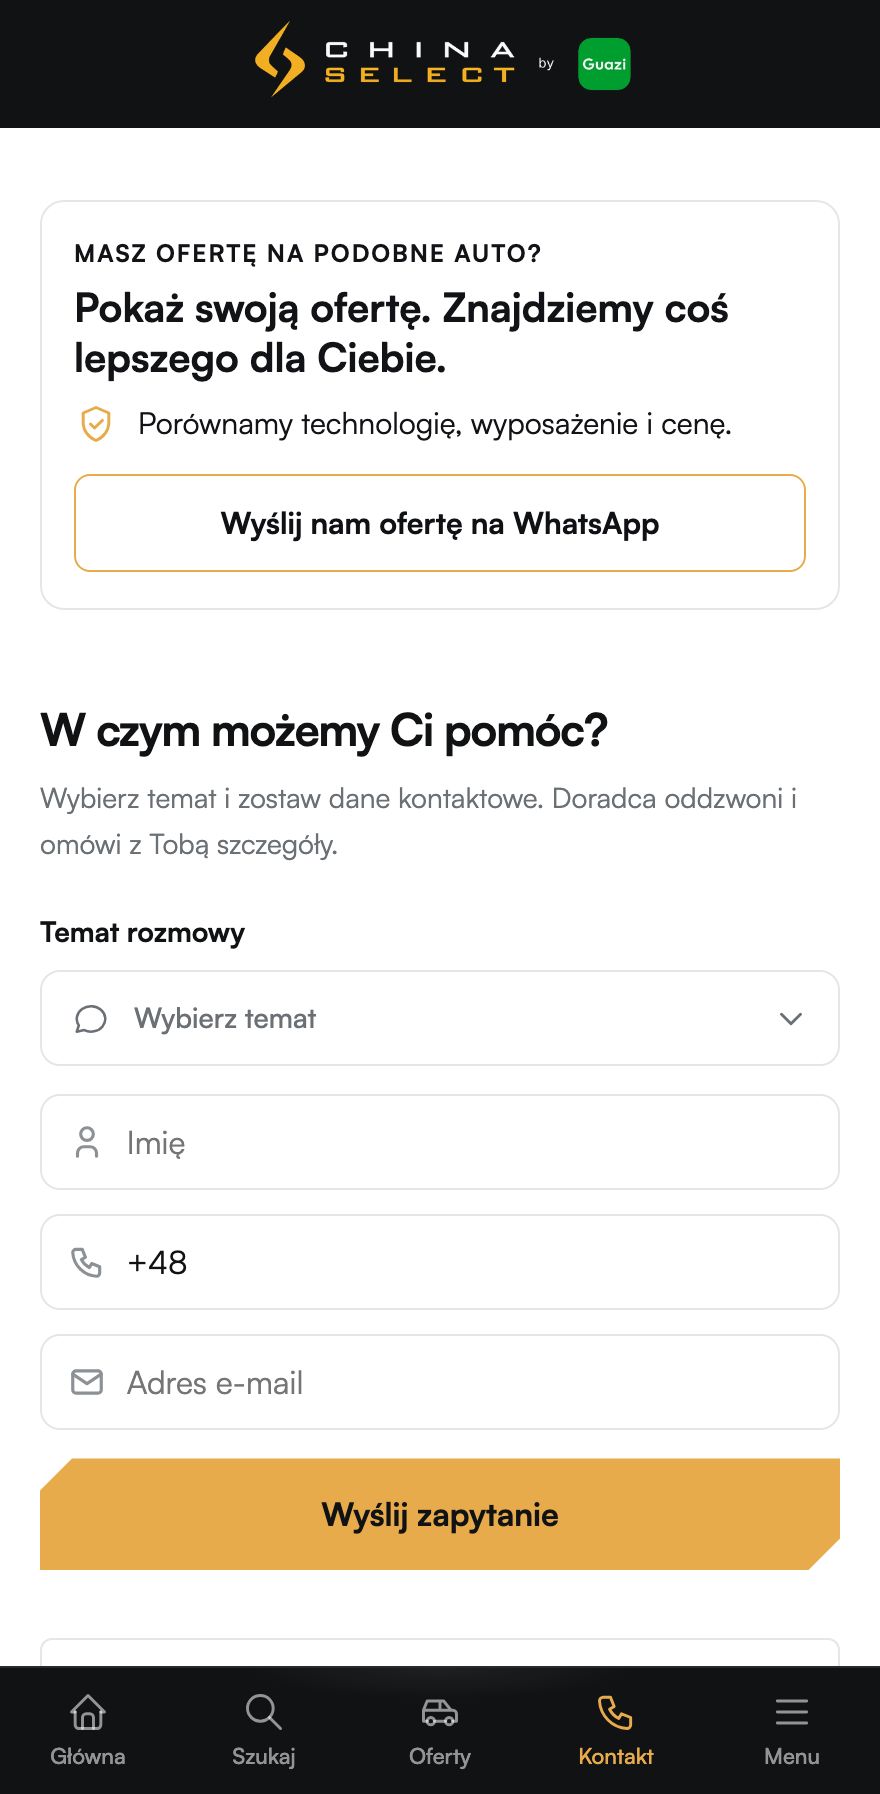 CHINA
SELECT
by
Guazi
MASZ OFERTĘ NA PODOBNE AUTO?
Pokaż swoją ofertę. Znajdziemy coś
lepszego dla Ciebie.
Porównamy technologię, wyposażenie i cenę.
Wyślij nam ofertę na WhatsApp
W czym możemy Ci pomóc?
Wybierz temat i zostaw dane kontaktowe. Doradca oddzwoni i
omówi z Tobą szczegóły.
Temat rozmowy
Wybierz temat
Imię
+48
Adres e-mail
Wyślij zapytanie
Główna
Szukaj
Oferty
Kontakt
Menu